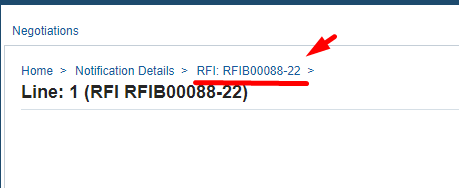 Negotiations
Home > Notification Details > RFI: RFIB00088-22 >
Line: 1 (RFI RFIB00088-22)